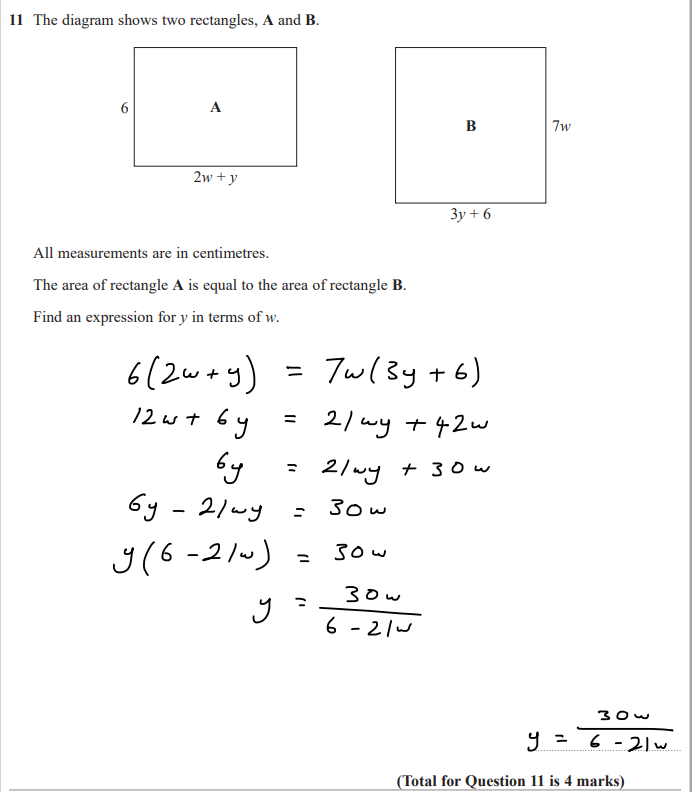 11 The diagram shows two rectangles, A and B.
6
A
2w + y
B
7w
3y + 6
All measurements are in centimetres.
The area of rectangle A is equal to the area of rectangle B.
Find an expression for y in terms of w.
6(2w + y) = 7w(3y + 6)
12w + 6y = 21wy + 42w
6y = 21wy + 30w
6y - 21wy = 30w
y(6 - 21w) = 30w
y = 30w / (6 - 21w)
y = 30w / (6 - 21w)
(Total for Question 11 is 4 marks)